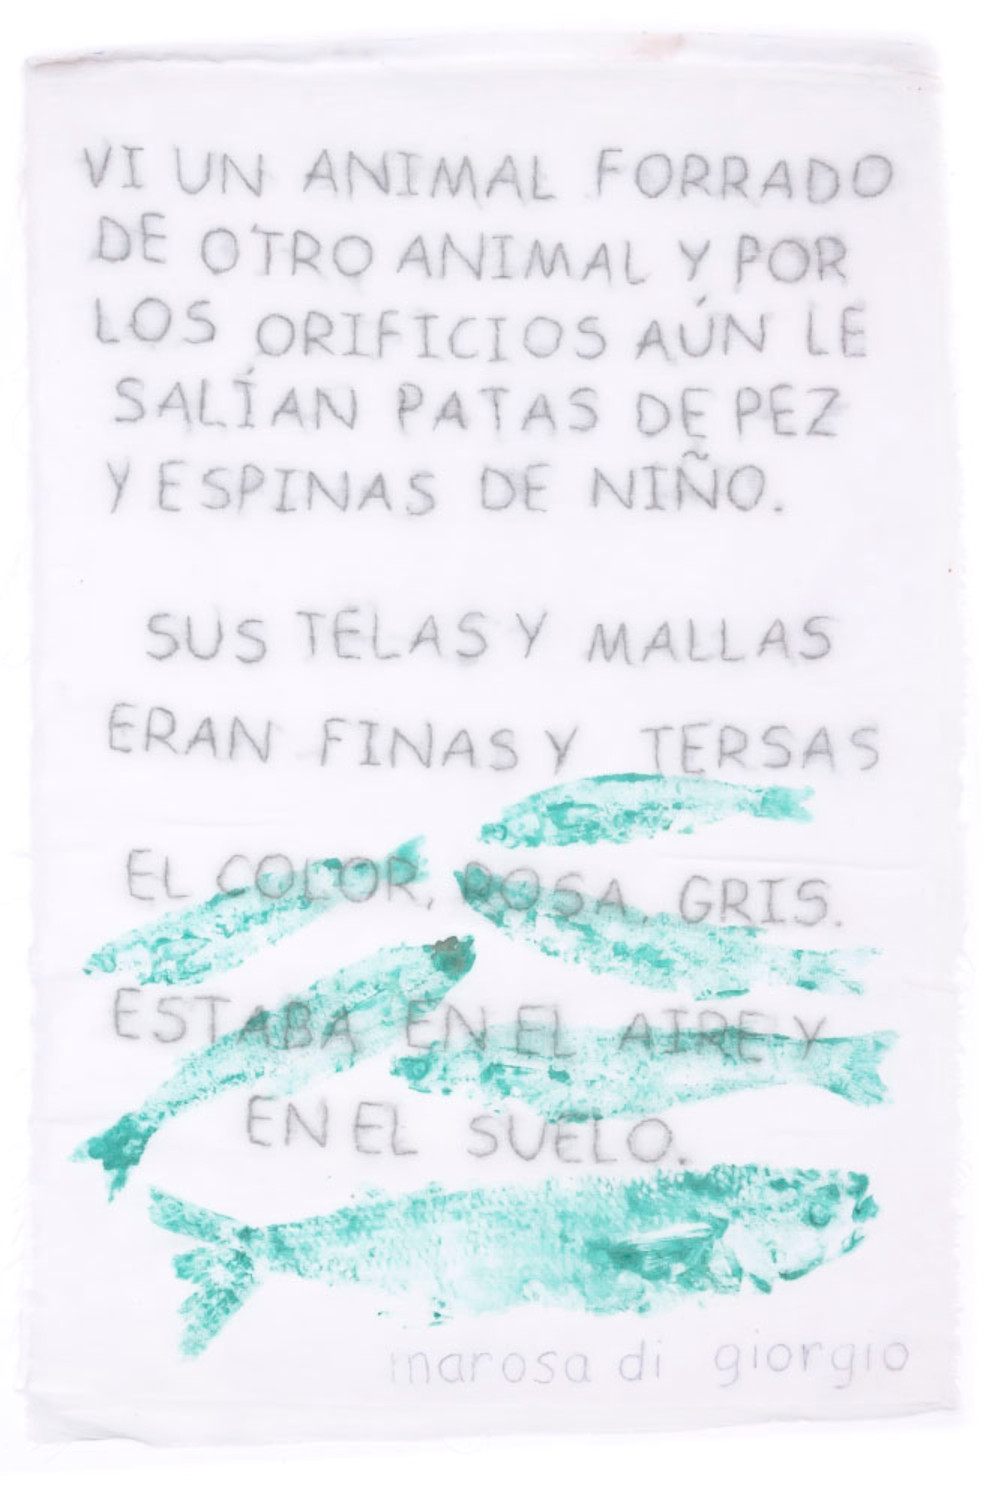 VI UN ANIMAL FORRADO
DE OTRO ANIMAL Y POR
LOS ORIFICIOS AÚN LE
SALÍAN PATAS DE PEZ
Y ESPINAS DE NIÑO.
SUS TELAS Y MALLAS
ERAN FINAS Y TERSAS
EL COLOR, ROSA, GRIS.
ESTABA EN EL AIRE Y
EN EL SUELO.
marosa di giorgio